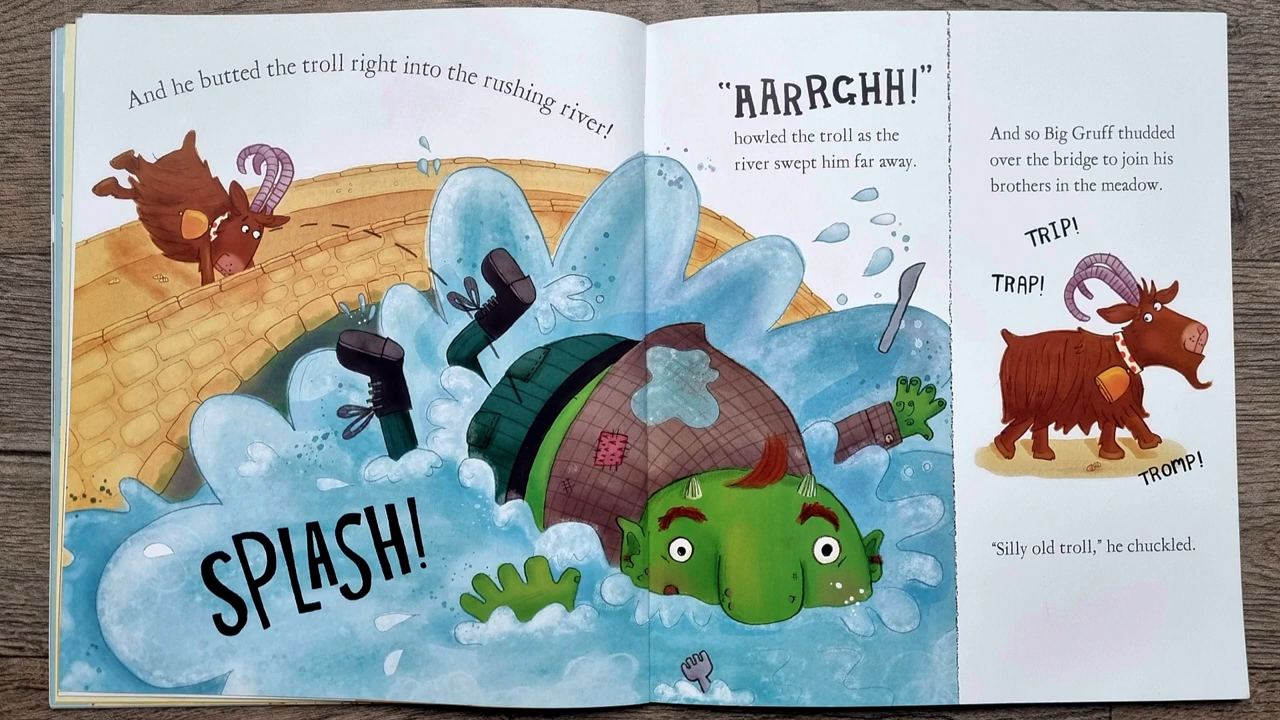 And he butted the troll right into the rushing river!
SPLASH!
“AARRGHH!”
howled the troll as the
river swept him far away.
And so Big Gruff thudded
over the bridge to join his
brothers in the meadow.
TRIP!
TRAP!
TROMP!
“Silly old troll,” he chuckled.